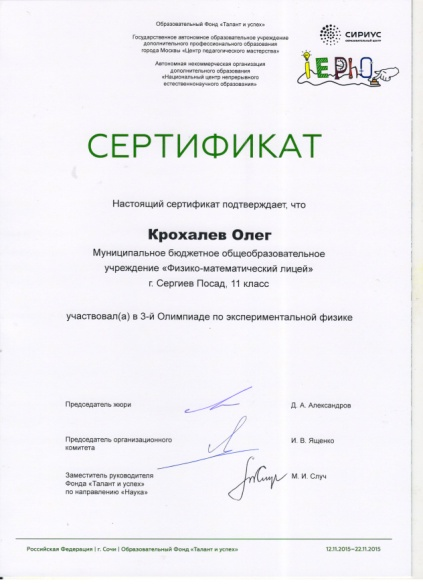 Образовательный Фонд «Талант и успех»
Государственное автономное образовательное учреждение
дополнительного профессионального образования
города Москвы «Центр педагогического мастерства»
Автономная некоммерческая организация
дополнительного образования
«Национальный центр непрерывного
естественнонаучного образования»
СИРИУС
IEPhO
СЕРТИФИКАТ
Настоящий сертификат подтверждает, что
Крохалев Олег
Муниципальное бюджетное общеобразовательное
учреждение «Физико-математический лицей»
г. Сергиев Посад, 11 класс
участвовал(а) в 3-й Олимпиаде по экспериментальной физике
Председатель жюри
Д. А. Александров
Председатель организационного
комитета
И. В. Ященко
Заместитель руководителя
Фонда «Талант и успех»
по направлению «Наука»
М. И. Случ
Российская Федерация | г. Сочи | Образовательный Фонд «Талант и успех»
12.11.2015–22.11.2015